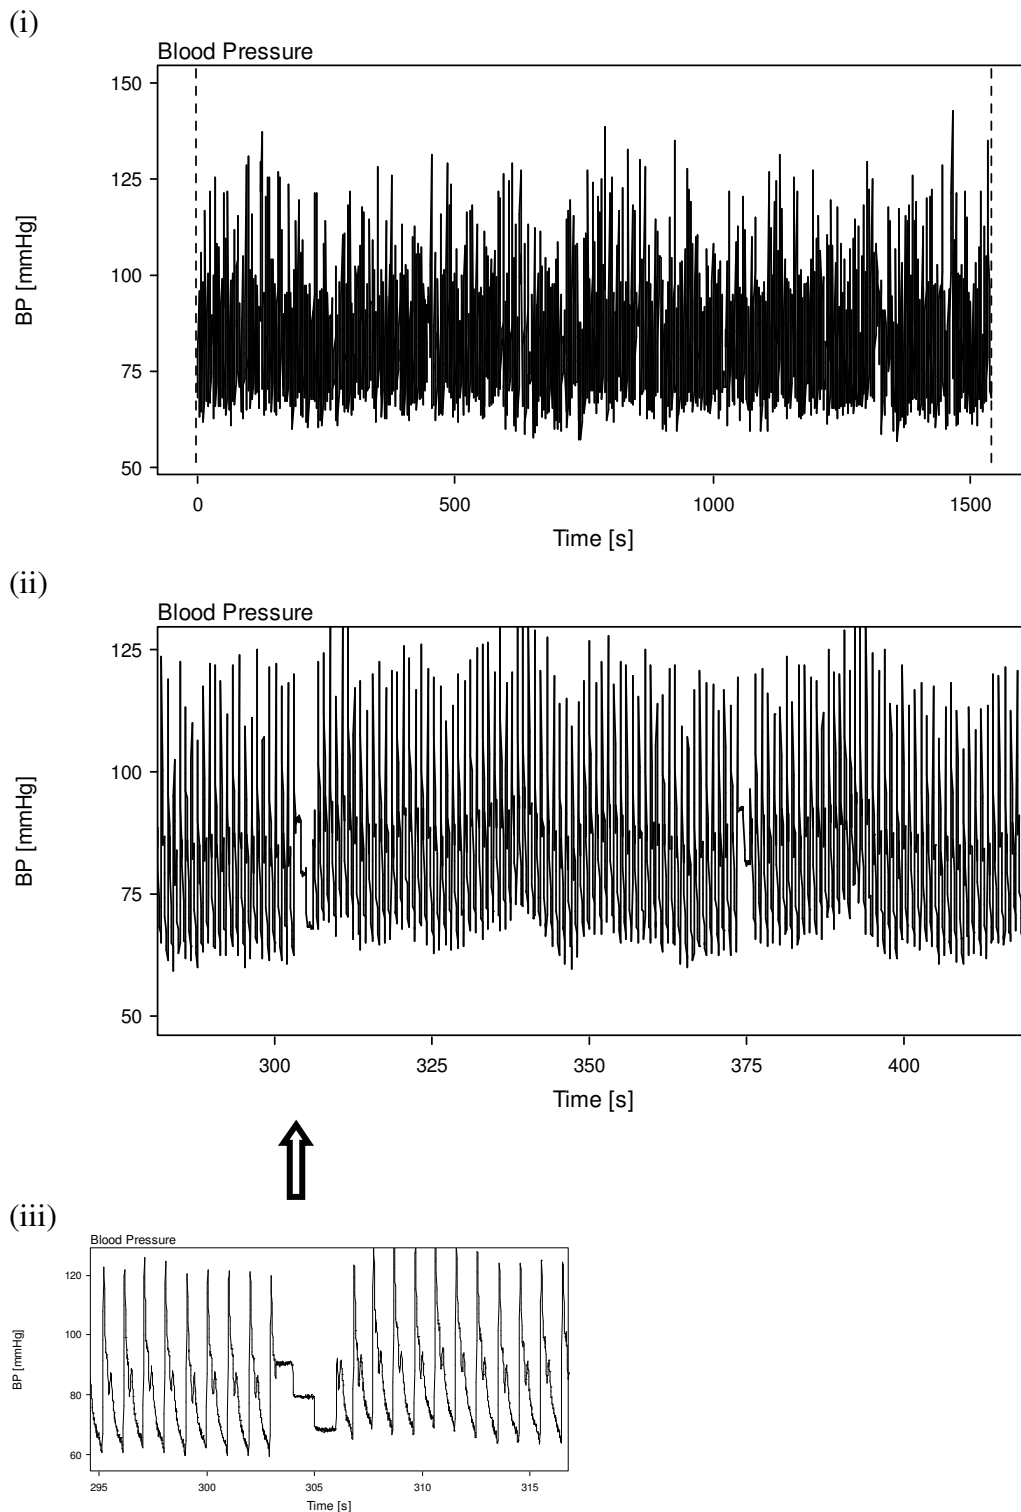 (i)
Blood Pressure
150
125
100
75
50
BP [mmHg]
0 500 1000 1500
Time [s]
(ii)
Blood Pressure
125
100
75
50
BP [mmHg]
300 325 350 375 400
Time [s]
(iii)
Blood Pressure
120
100
80
60
BP [mmHg]
295 300 305 310 315
Time [s]